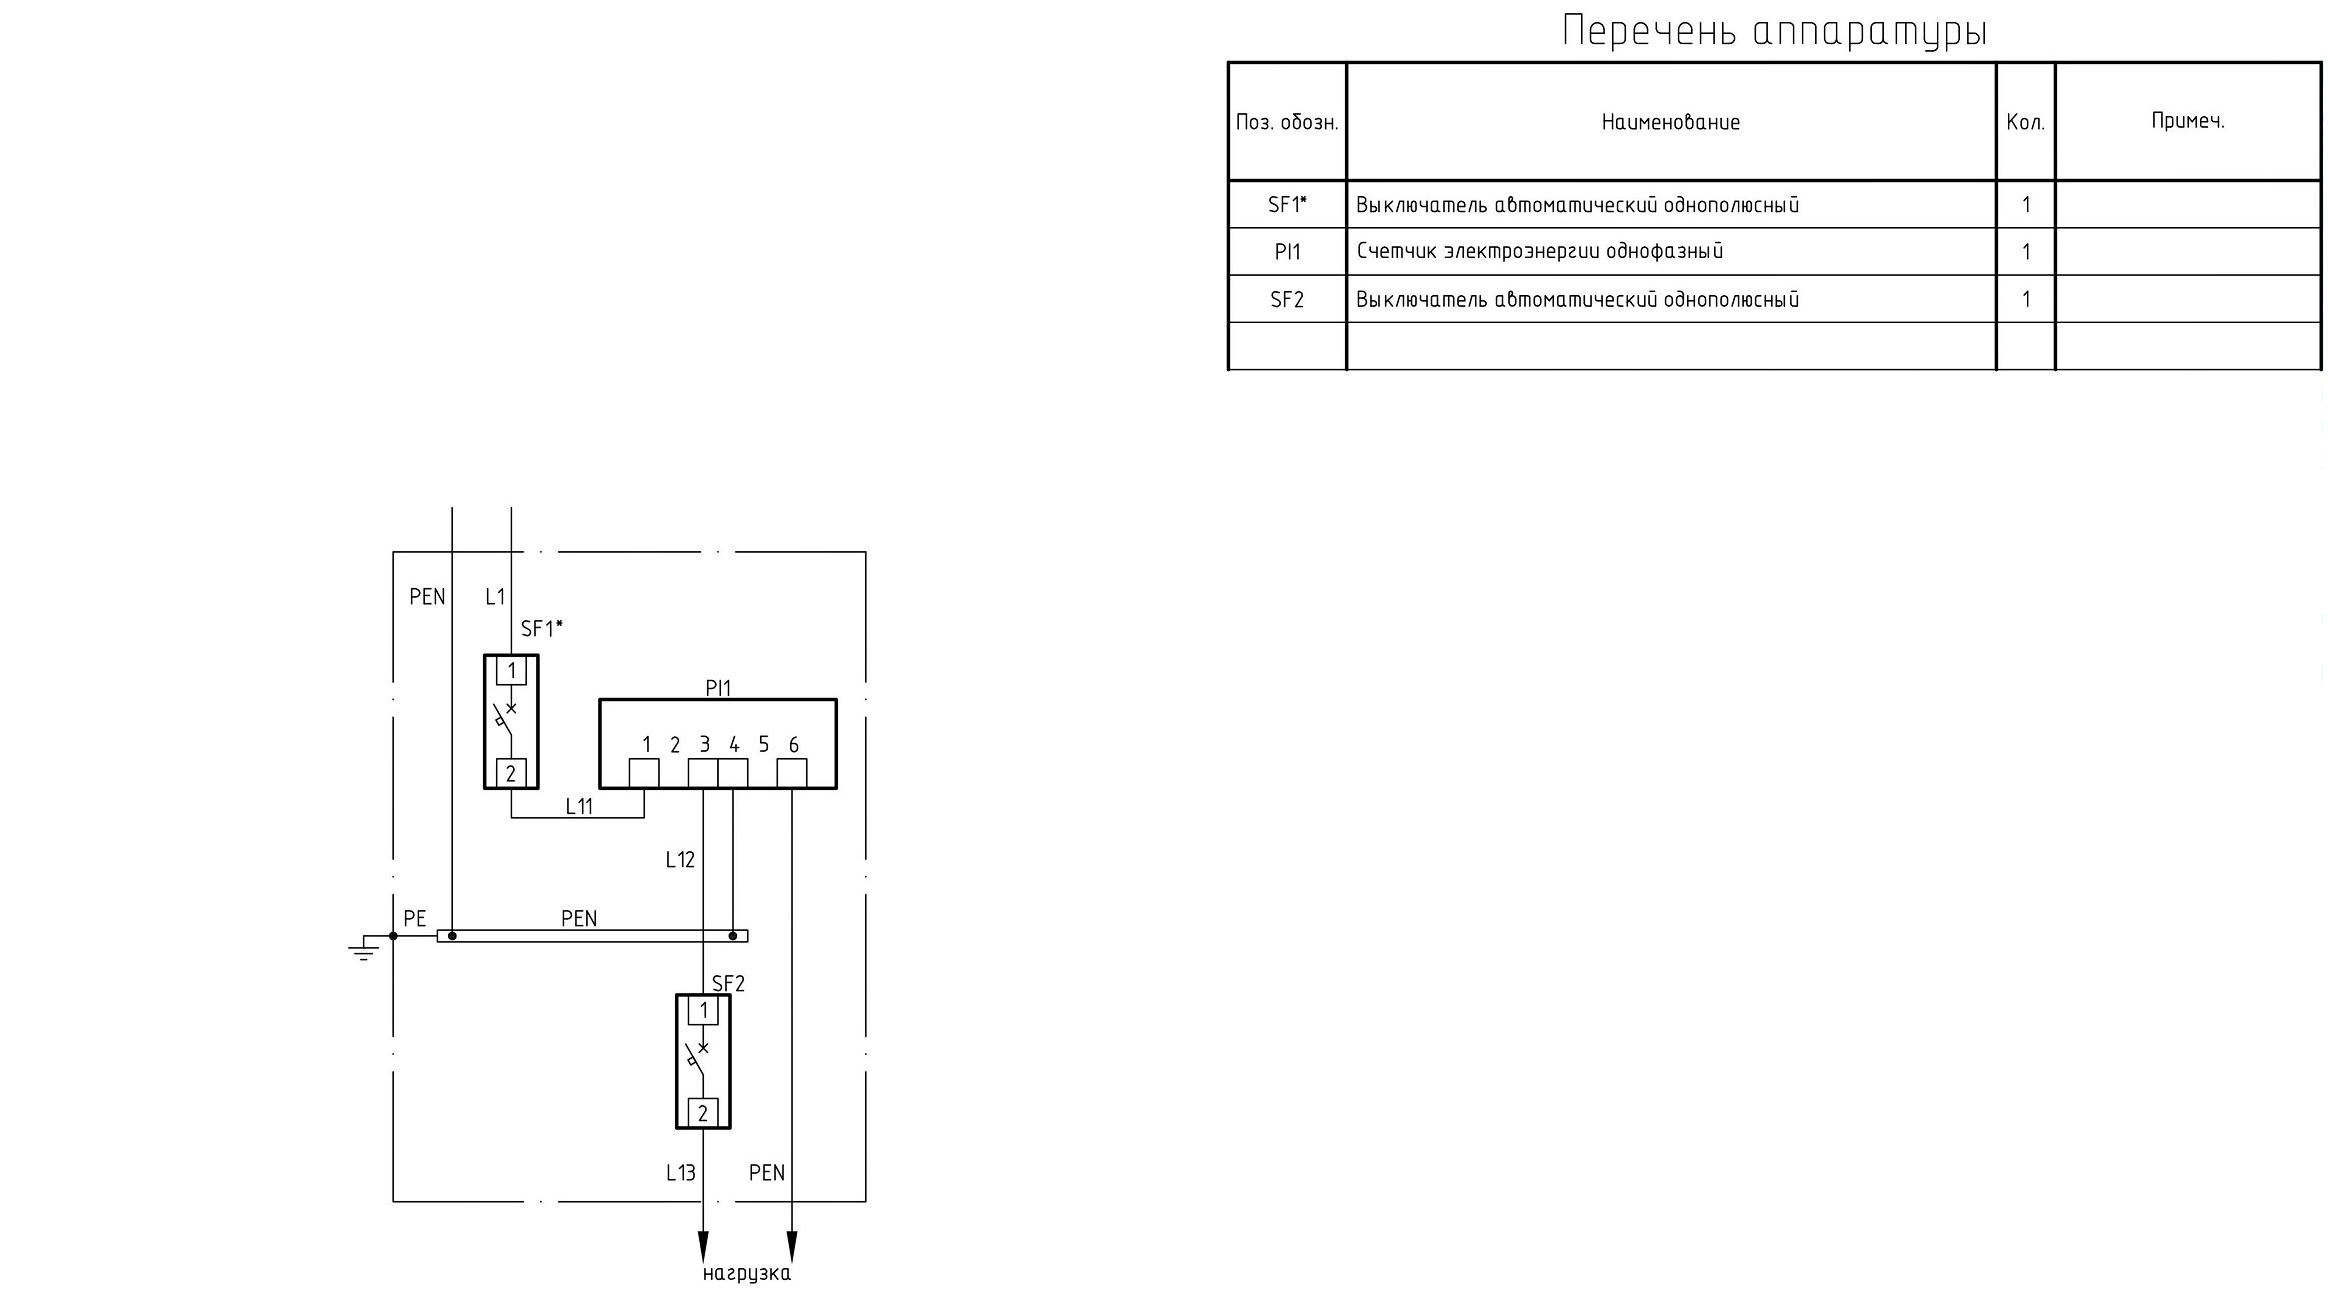 Перечень аппаратуры
Поз. обозн. Наименование Кол. Примеч.
SF1* Выключатель автоматический однополюсный 1
PI1 Счетчик электроэнергии однофазный 1
SF2 Выключатель автоматический однополюсный 1
PEN L1
SF1*
1
PI1
1 2 3 4 5 6
2
L11
L12
PE PEN
SF2
1
2
L13 PEN
нагрузка